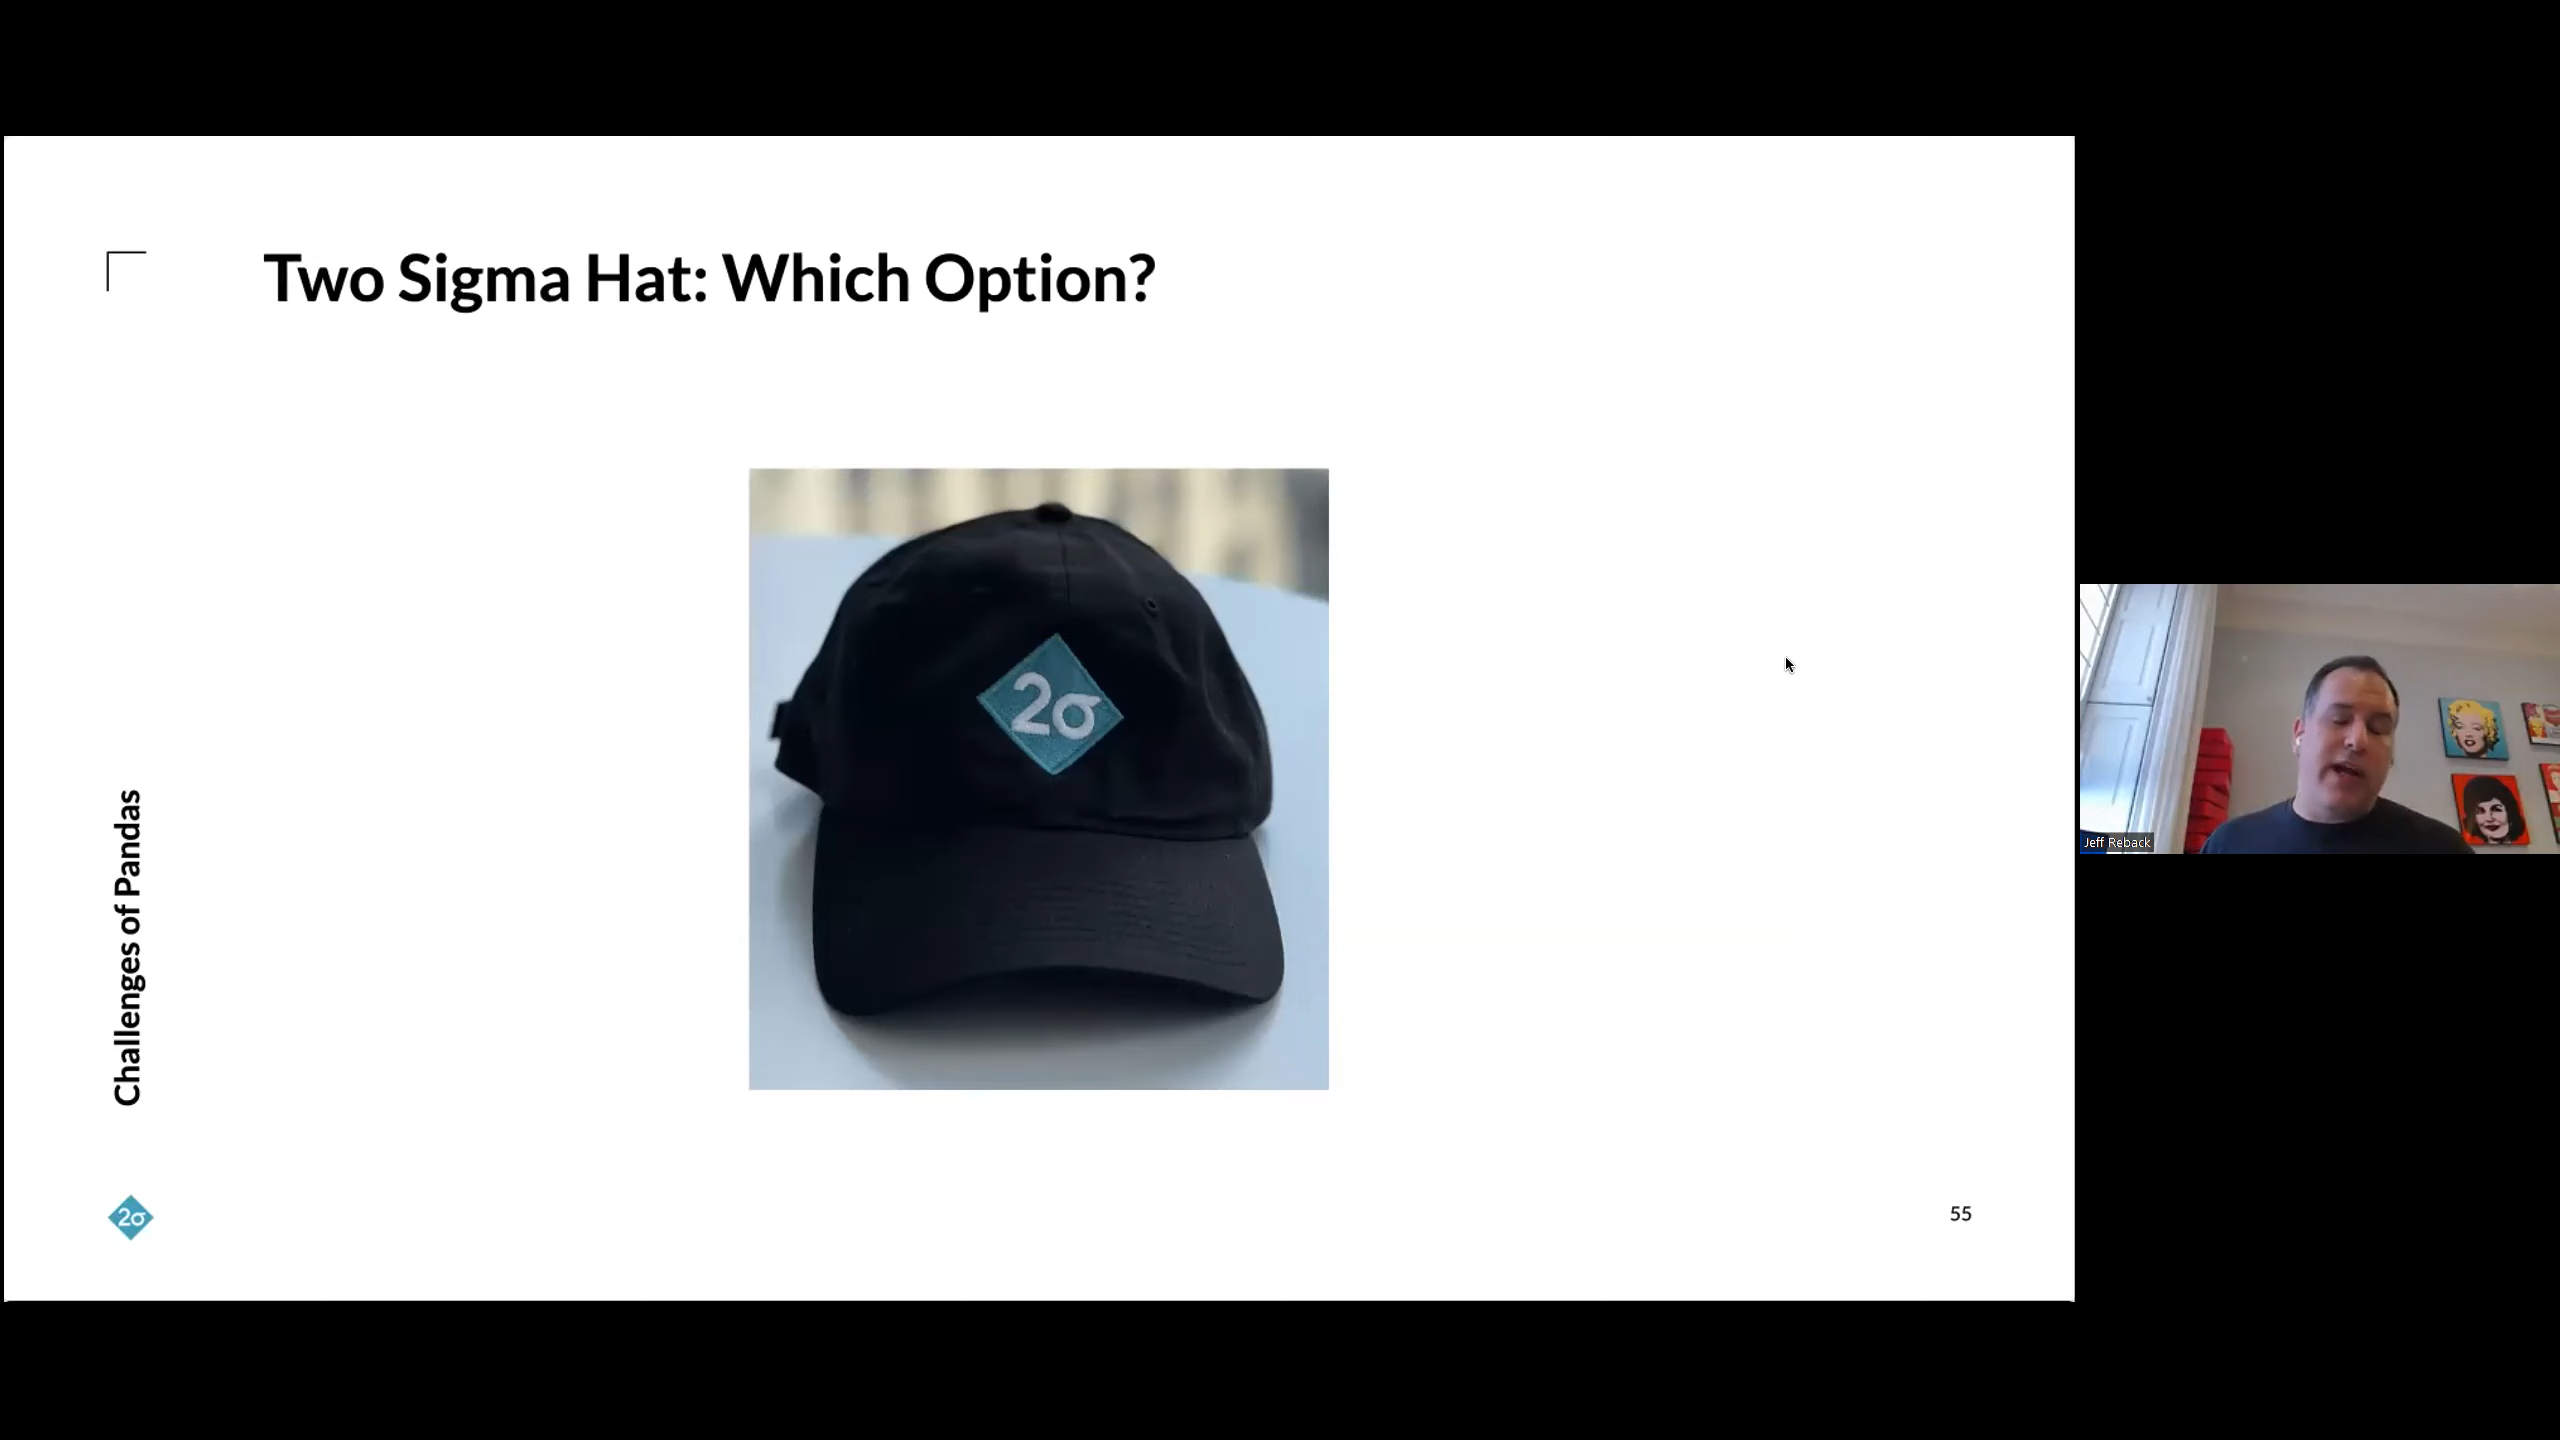 Two Sigma Hat: Which Option?
2σ
Challenges of Pandas
2σ
55
Jeff Reback